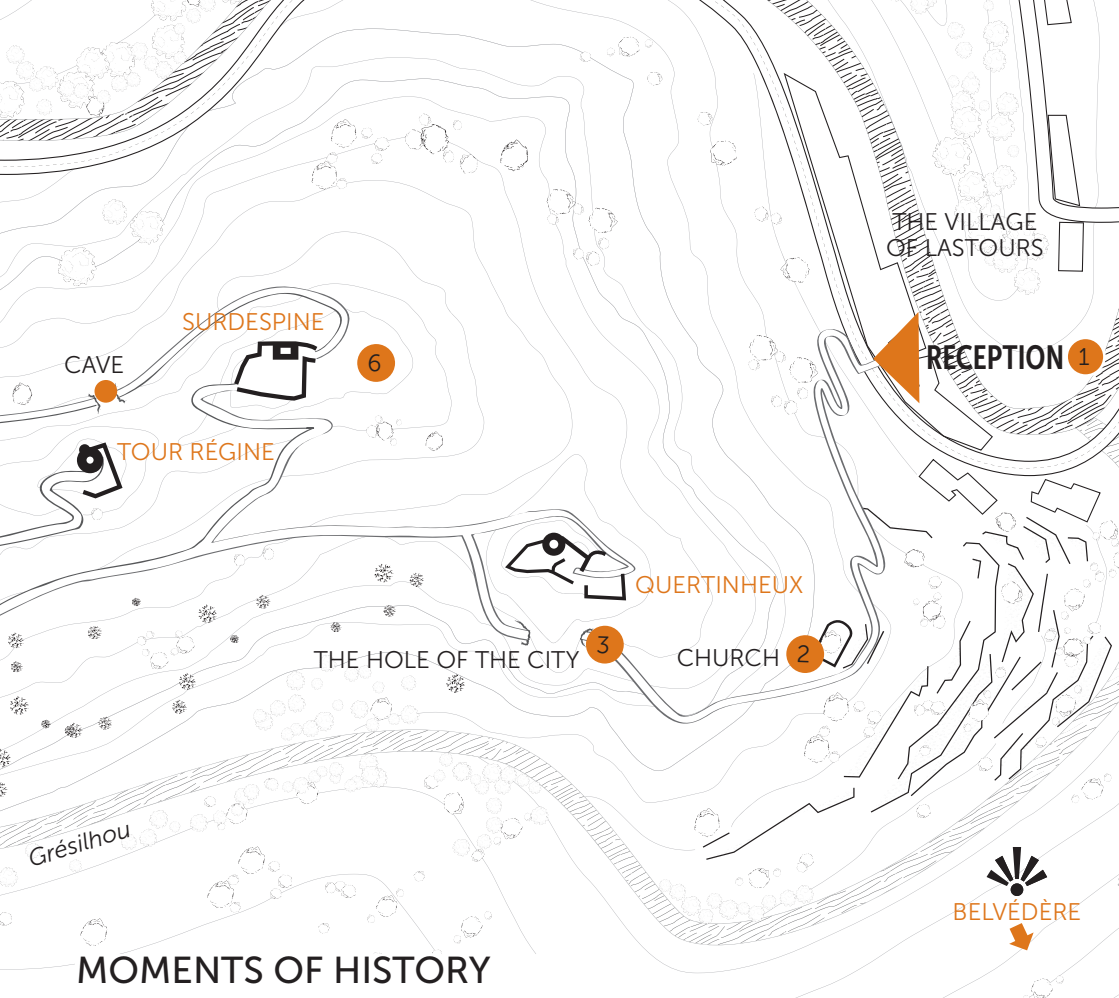 THE VILLAGE
OF LASTOURS
SURDESPINE
CAVE
6
RECEPTION 1
TOUR RÉGINE
QUERTINHEUX
3
THE HOLE OF THE CITY
CHURCH 2
Grésilhou
BELVÉDÈRE
MOMENTS OF HISTORY